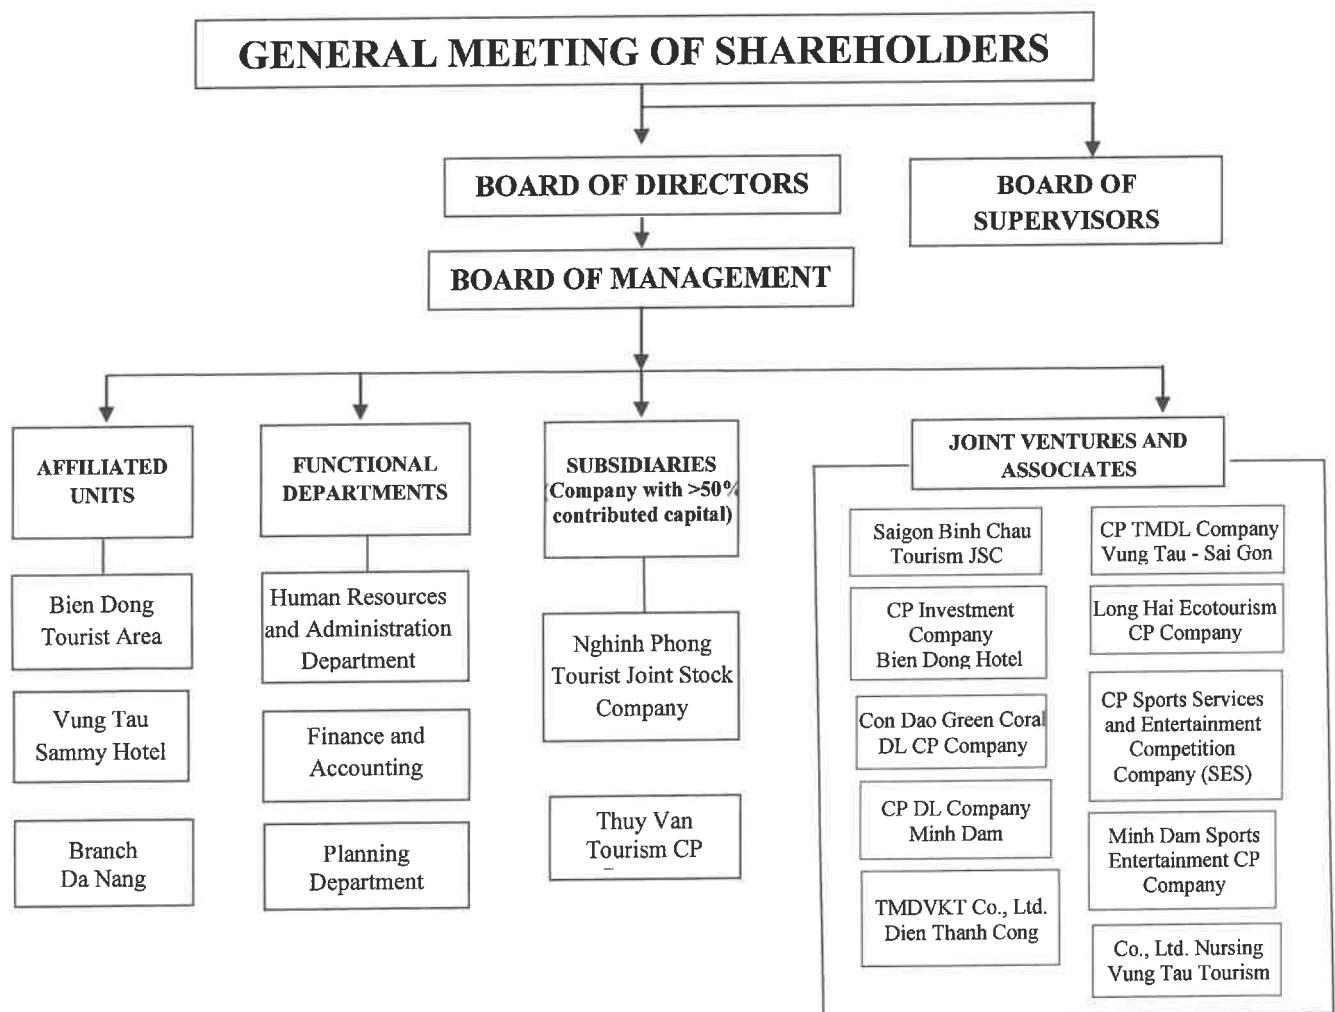 GENERAL MEETING OF SHAREHOLDERS
BOARD OF DIRECTORS
BOARD OF
SUPERVISORS
BOARD OF MANAGEMENT
AFFILIATED
UNITS
Bien Dong
Tourist Area
Vung Tau
Sammy Hotel
Branch
Da Nang
FUNCTIONAL
DEPARTMENTS
Human Resources
and Administration
Department
Finance and
Accounting
Planning
Department
SUBSIDIARIES
(Company with >50%
contributed capital)
Nghinh Phong
Tourist Joint Stock
Company
Thuy Van
Tourism CP
JOINT VENTURES AND
ASSOCIATES
Saigon Binh Chau
Tourism JSC
CP Investment
Company
Bien Dong Hotel
Con Dao Green Coral
DL CP Company
CP DL Company
Minh Dam
TMDVKT Co., Ltd.
Dien Thanh Cong
CP TMDL Company
Vung Tau - Sai Gon
Long Hai Ecotourism
CP Company
CP Sports Services
and Entertainment
Competition
Company (SES)
Minh Dam Sports
Entertainment CP
Company
Co., Ltd. Nursing
Vung Tau Tourism